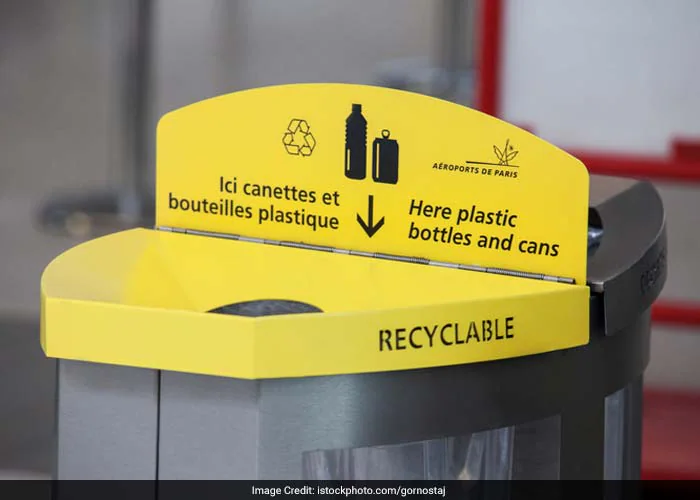 AÉROPORTS DE PARIS
Ici canettes et
bouteilles plastique
Here plastic
bottles and cans
RECYCLABLE
Image Credit: istockphoto.com/gornostaj